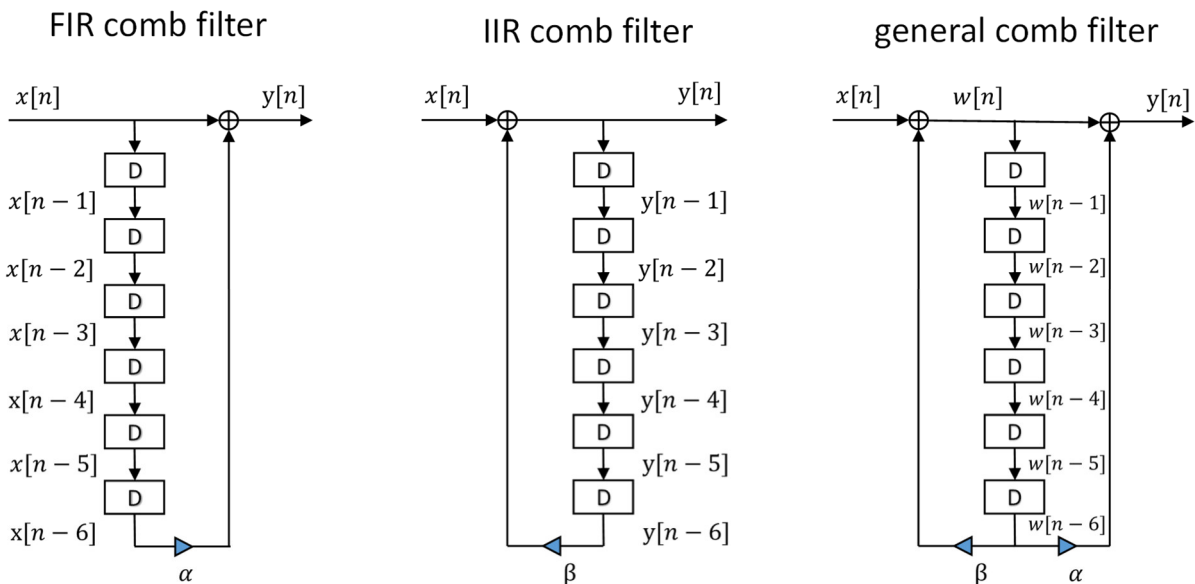 FIR comb filter
x[n]
y[n]
D
x[n − 1]
D
x[n − 2]
D
x[n − 3]
D
x[n − 4]
D
x[n − 5]
D
x[n − 6]
α
IIR comb filter
x[n]
y[n]
D
y[n − 1]
D
y[n − 2]
D
y[n − 3]
D
y[n − 4]
D
y[n − 5]
D
y[n − 6]
β
general comb filter
x[n]
w[n]
y[n]
D
w[n − 1]
D
w[n − 2]
D
w[n − 3]
D
w[n − 4]
D
w[n − 5]
D
w[n − 6]
β
α